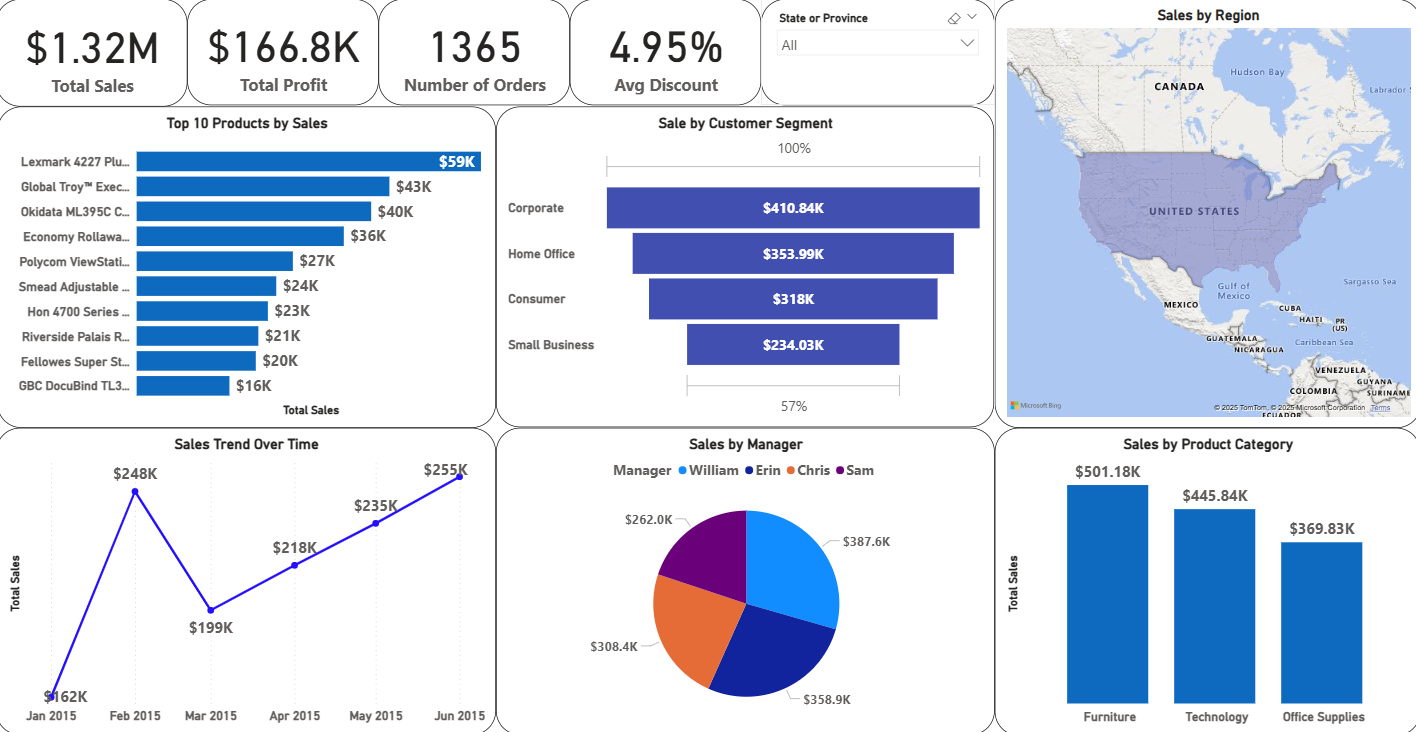 $1.32M
Total Sales
$166.8K
Total Profit
1365
Number of Orders
4.95%
Avg Discount
State or Province
All
Sales by Region
Hudson Bay
CANADA
Labrador S
UNITED STATES
Gulf of
Mexico
Sargasso Sea
MEXICO
CUBA
HAITI
PR
(US)
GUATEMALA
Caribbean Sea
NICARAGUA
VENEZUELA
GUYANA
COLOMBIA
SURINAME
ECUADOR
Microsoft Bing
© 2025 TomTom, © 2025 Microsoft Corporation Terms
Top 10 Products by Sales
Lexmark 4227 Plu... $59K
Global Troy™ Exec... $43K
Okidata ML395C C... $40K
Economy Rollawa... $36K
Polycom ViewStati... $27K
Smead Adjustable ... $24K
Hon 4700 Series ... $23K
Riverside Palais R... $21K
Fellowes Super St... $20K
GBC DocuBind TL3... $16K
Total Sales
Sale by Customer Segment
100%
Corporate $410.84K
Home Office $353.99K
Consumer $318K
Small Business $234.03K
57%
Sales Trend Over Time
Total Sales
$162K
$248K
$199K
$218K
$235K
$255K
Jan 2015 Feb 2015 Mar 2015 Apr 2015 May 2015 Jun 2015
Sales by Manager
Manager William Erin Chris Sam
$262.0K
$387.6K
$308.4K
$358.9K
Sales by Product Category
Total Sales
$501.18K
$445.84K
$369.83K
Furniture Technology Office Supplies